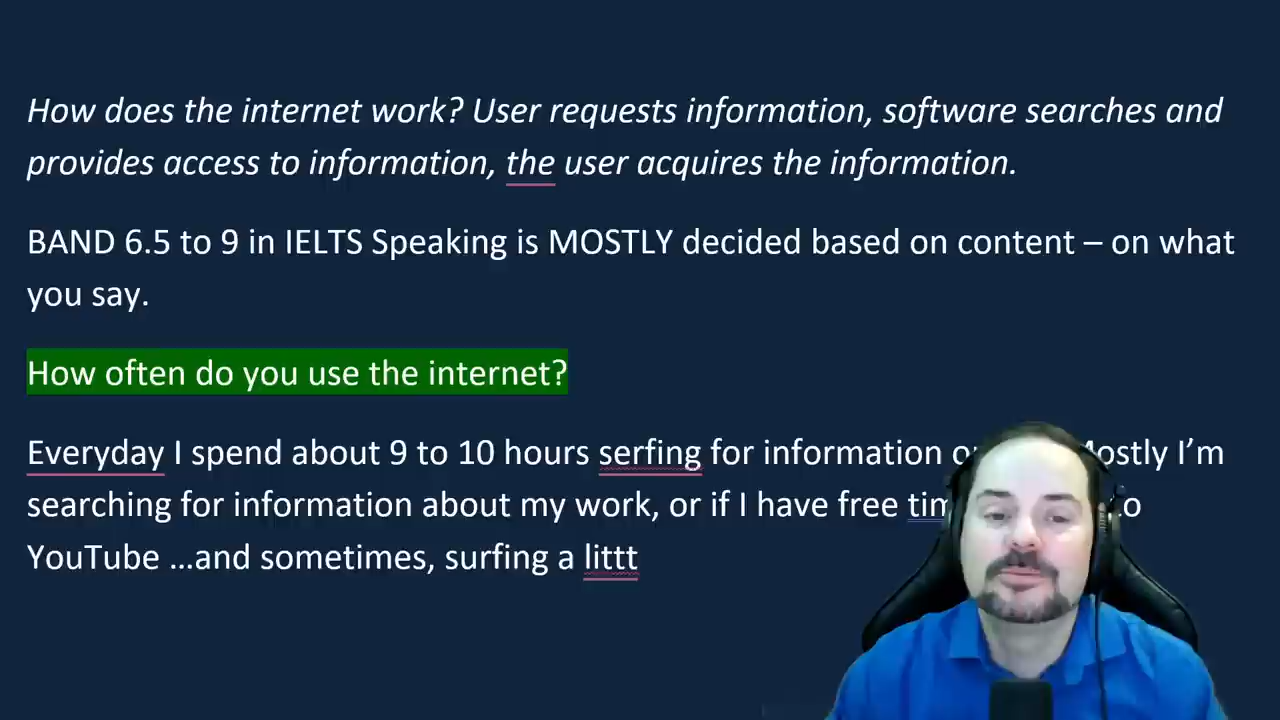 How does the internet work? User requests information, software searches and
provides access to information, the user acquires the information.
BAND 6.5 to 9 in IELTS Speaking is MOSTLY decided based on content – on what
you say.
How often do you use the internet?
Everyday I spend about 9 to 10 hours serfing for information I’m
searching for information about my work, or if I have free
YouTube …and sometimes, surfing a littt